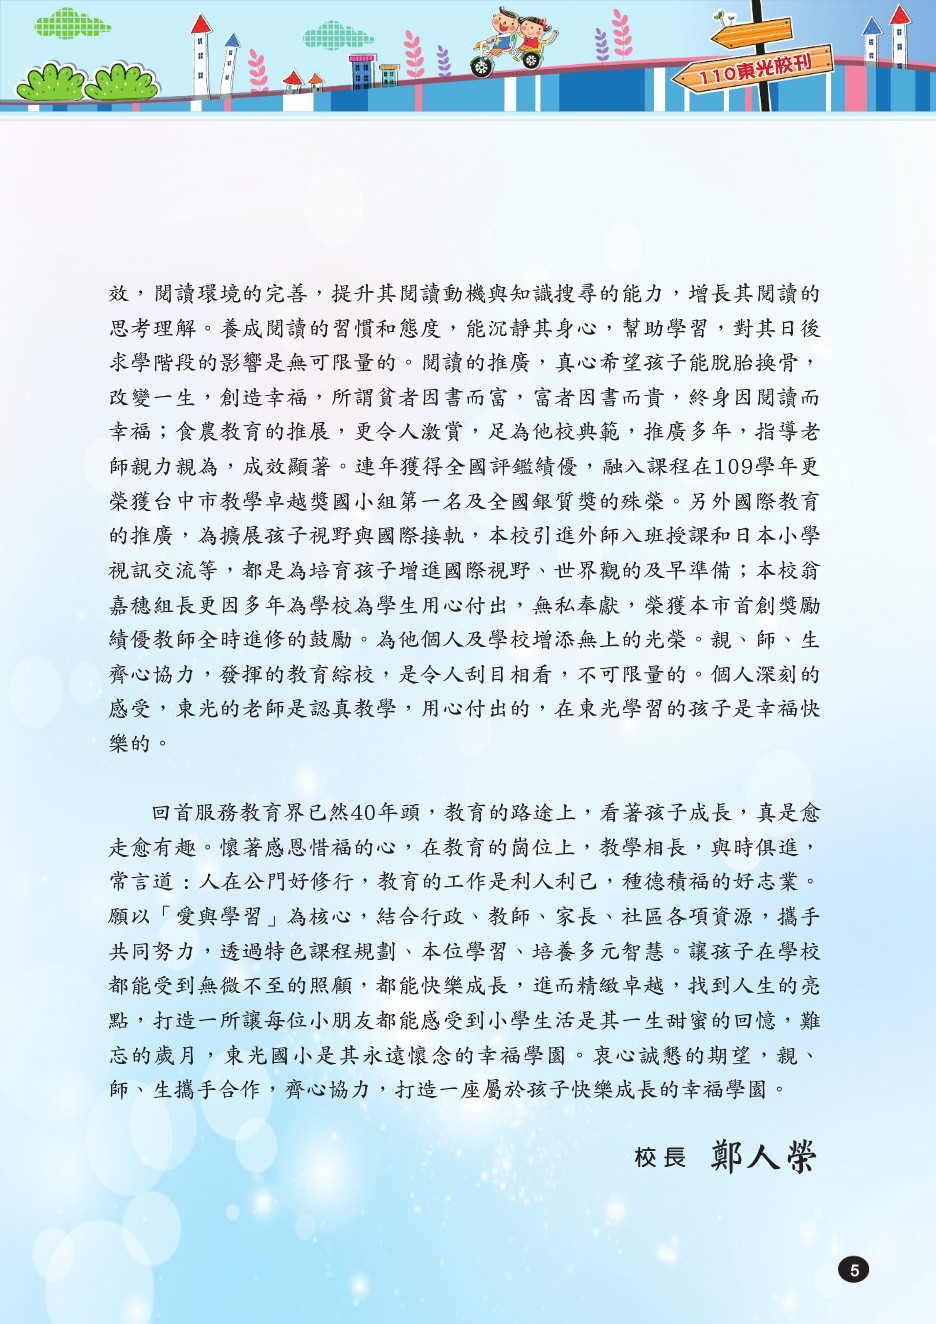 110東光校刊
效，閱讀環境的完善，提升其閱讀動機與知識搜尋的能力，增長其閱讀的
思考理解。養成閱讀的習慣和態度，能沉靜其身心，幫助學習，對其日後
求學階段的影響是無可限量的。閱讀的推廣，真心希望孩子能脫胎換骨，
改變一生，創造幸福，所謂貧者因書而富，富者因書而貴，終身因閱讀而
幸福；食農教育的推展，更令人激賞，足為他校典範，推廣多年，指導老
師親力親為，成效顯著。連年獲得全國評鑑績優，融入課程在109學年更
榮獲台中市教學卓越獎國小組第一名及全國銀質獎的殊榮。另外國際教育
的推廣，為擴展孩子視野與國際接軌，本校引進外師入班授課和日本小學
視訊交流等，都是為培育孩子增進國際視野、世界觀的及早準備；本校翁
嘉穗組長更因多年為學校為學生用心付出，無私奉獻，榮獲本市首創獎勵
績優教師全時進修的鼓勵。為他個人及學校增添無上的光榮。親、師、生
齊心協力，發揮的教育綜校，是令人刮目相看，不可限量的。個人深刻的
感受，東光的老師是認真教學，用心付出的，在東光學習的孩子是幸福快
樂的。
回首服務教育界已然40年頭，教育的路途上，看著孩子成長，真是愈
走愈有趣。懷著感恩惜福的心，在教育的崗位上，教學相長，與時俱進，
常言道：人在公門好修行，教育的工作是利人利己，種德積福的好志業。
願以「愛與學習」為核心，結合行政、教師、家長、社區各項資源，攜手
共同努力，透過特色課程規劃、本位學習、培養多元智慧。讓孩子在學校
都能受到無微不至的照顧，都能快樂成長，進而精緻卓越，找到人生的亮
點，打造一所讓每位小朋友都能感受到小學生活是其一生甜蜜的回憶，難
忘的歲月，東光國小是其永遠懷念的幸福學園。衷心誠懇的期望，親、
師、生攜手合作，齊心協力，打造一座屬於孩子快樂成長的幸福學園。
校長 鄭人榮
5